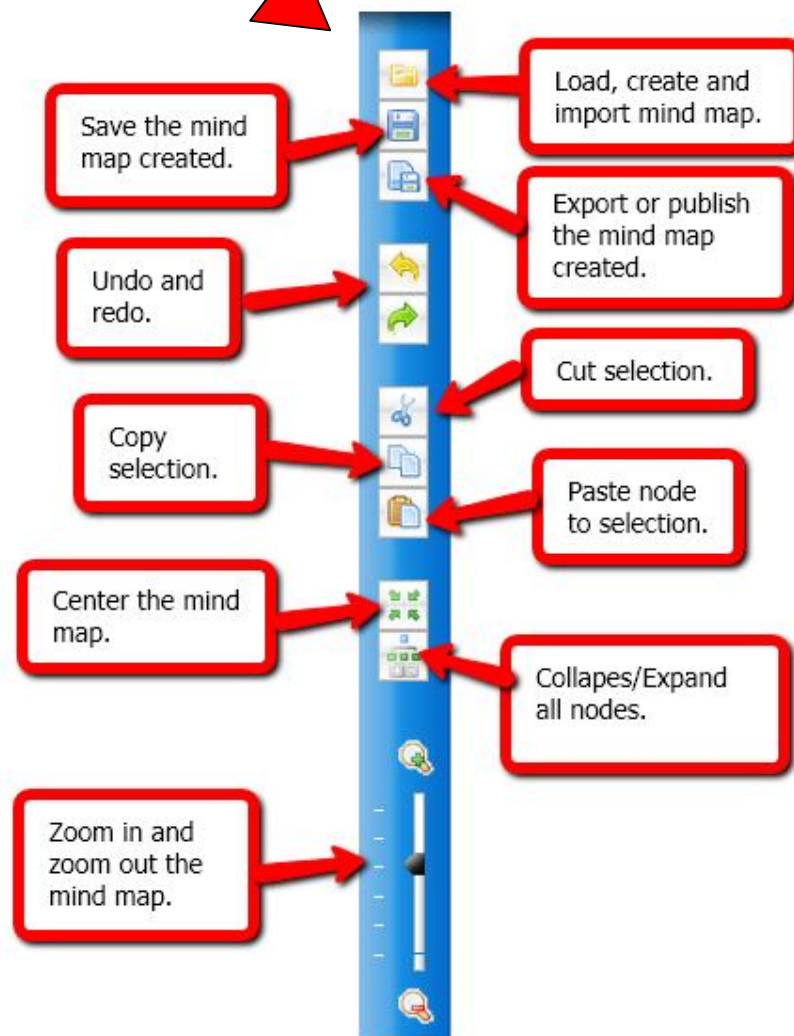 Load, create and
import mind map.
Save the mind
map created.
Export or publish
the mind map
created.
Undo and
redo.
Cut selection.
Copy
selection.
Paste node
to selection.
Center the mind
map.
Collapes/Expand
all nodes.
Zoom in and
zoom out the
mind map.